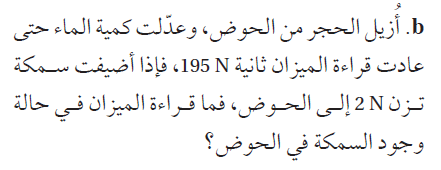 b. أُزيل الحجر من الحوض، وعدّلت كمية الماء حتى
عادت قراءة الميزان ثانية 195 N، فإذا أضيفت سمكة
تزن 2 N إلى الحوض، فما قراءة الميزان في حالة
وجود السمكة في الحوض؟